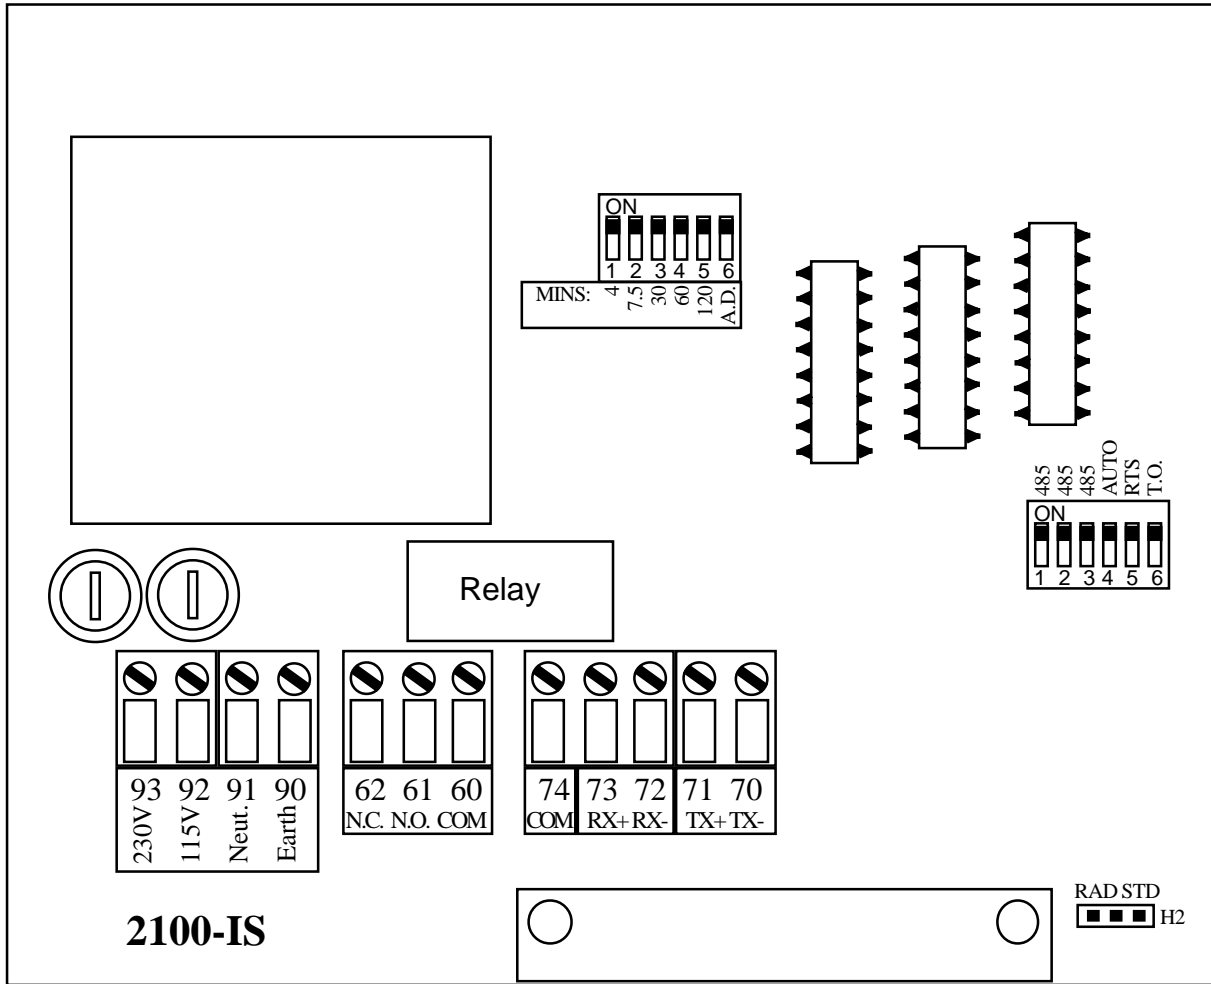 ON
1 2 3 4 5 6
MINS: 4 7.5 30 60 120 A.D.
485 485 485 AUTO RTS T.O.
ON
1 2 3 4 5 6
Relay
93 92 91 90
230V 115V Neut. Earth
62 61 60
N.C. N.O. COM
74 73 72 71 70
COM RX+ RX- TX+ TX-
2100-IS
RAD STD
H2